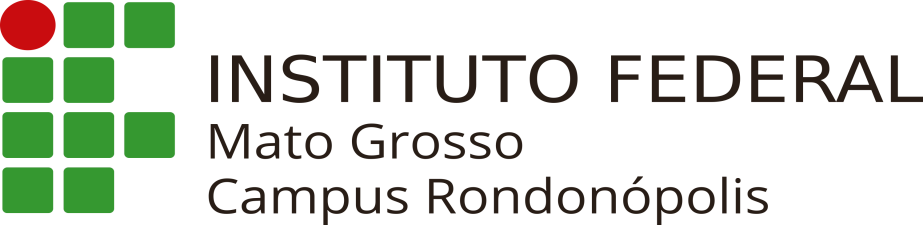 INSTITUTO FEDERAL
Mato Grosso
Campus Rondonópolis